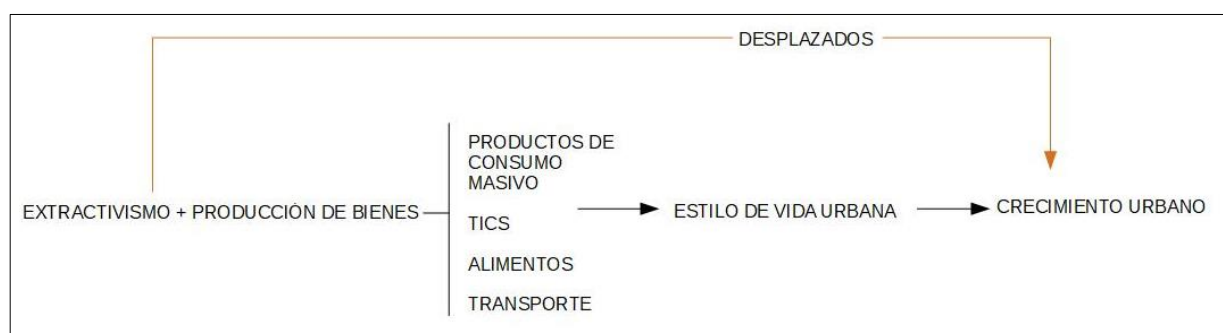 DESPLAZADOS
EXTRACTIVISMO + PRODUCCIÓN DE BIENES
PRODUCTOS DE
CONSUMO
MASIVO
TICS
ALIMENTOS
TRANSPORTE
ESTILO DE VIDA URBANA
CRECIMIENTO URBANO